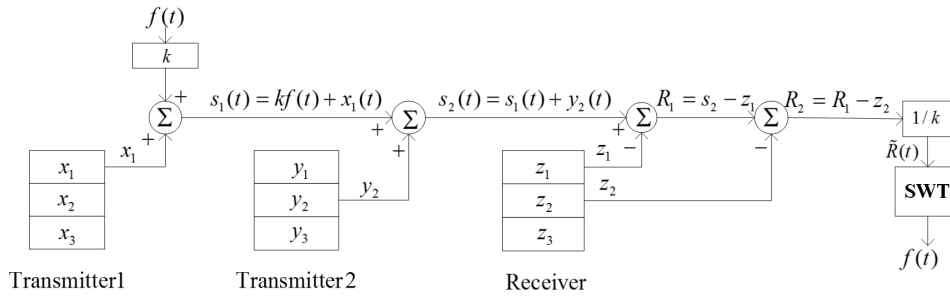 f(t)
k
+
Σ
+
s₁(t) = kf(t) + x₁(t)
+
Σ
+
s₂(t) = s₁(t) + y₂(t)
+
Σ
−
R₁ = s₂ − z₁
Σ
−
R₂ = R₁ − z₂
1/k
R̃(t)
SWT
f(t)
x₁
x₁
x₂
x₃
y₂
y₁
y₂
y₃
z₁
z₂
z₁
z₂
z₃
Transmitter1
Transmitter2
Receiver